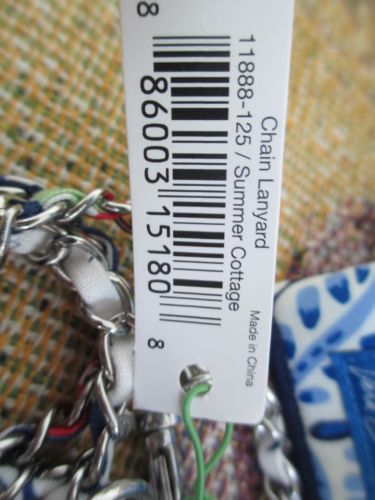 Chain Lanyard
11888-125 / Summer Cottage
Made in China
8 86003 15180 8